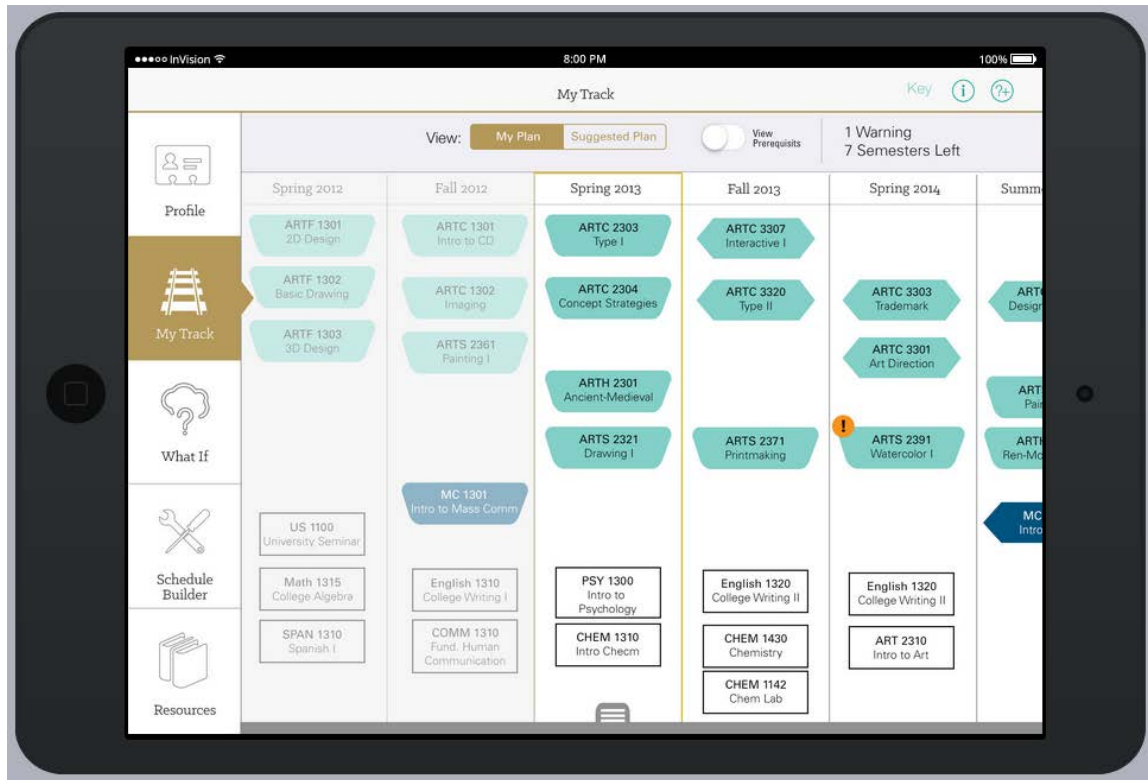 ●●●○○ InVision
8:00 PM
100%
My Track
Key
i
?+
View:
My Plan
Suggested Plan
View
Prerequisits
1 Warning
7 Semesters Left
Profile
My Track
What If
Schedule
Builder
Resources
Spring 2012
Fall 2012
Spring 2013
Fall 2013
Spring 2014
Summ
ARTF 1301
2D Design
ARTF 1302
Basic Drawing
ARTF 1303
3D Design
US 1100
University Seminar
Math 1315
College Algebra
SPAN 1310
Spanish I
ARTC 1301
Intro to CD
ARTC 1302
Imaging
ARTS 2361
Painting I
MC 1301
Intro to Mass Comm
English 1310
College Writing I
COMM 1310
Fund. Human
Communication
ARTC 2303
Type I
ARTC 2304
Concept Strategies
ARTH 2301
Ancient-Medieval
ARTS 2321
Drawing I
PSY 1300
Intro to
Psychology
CHEM 1310
Intro Checm
ARTC 3307
Interactive I
ARTC 3320
Type II
ARTS 2371
Printmaking
English 1320
College Writing II
CHEM 1430
Chemistry
CHEM 1142
Chem Lab
ARTC 3303
Trademark
ARTC 3301
Art Direction
!
ARTS 2391
Watercolor I
English 1320
College Writing II
ART 2310
Intro to Art
Design
ART
Pai
Ren-Mo
MC
Intro